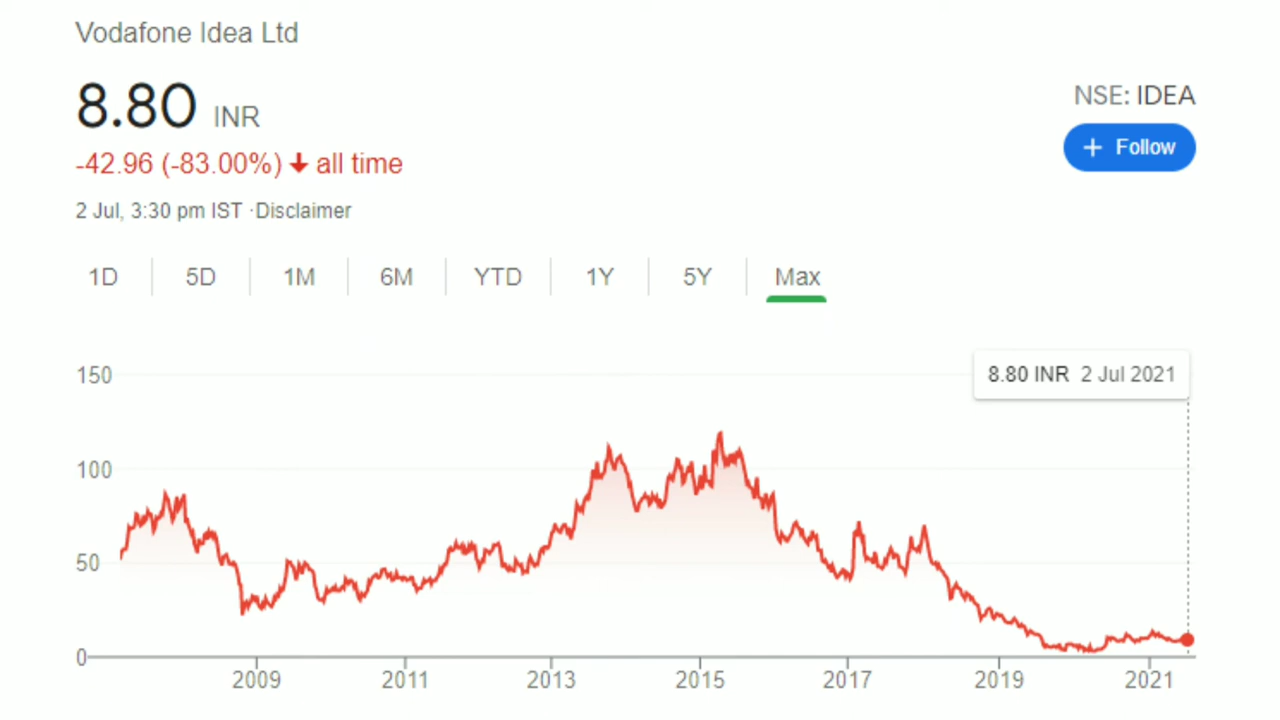 Vodafone Idea Ltd
8.80 INR
NSE: IDEA
+ Follow
-42.96 (-83.00%) ↓ all time
2 Jul, 3:30 pm IST ·Disclaimer
1D 5D 1M 6M YTD 1Y 5Y Max
8.80 INR 2 Jul 2021
150
100
50
0
2009 2011 2013 2015 2017 2019 2021